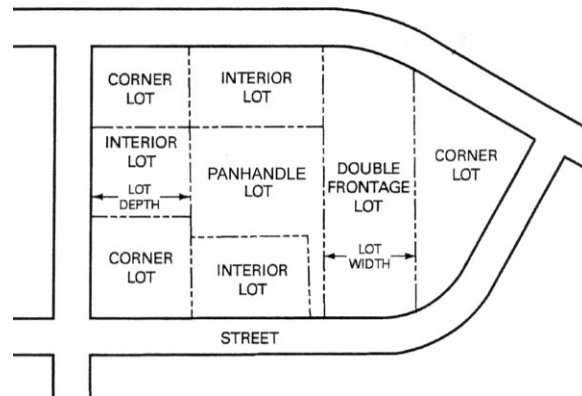 CORNER
LOT
INTERIOR
LOT
INTERIOR
LOT
LOT
DEPTH
PANHANDLE
LOT
DOUBLE
FRONTAGE
LOT
CORNER
LOT
LOT
WIDTH
CORNER
LOT
INTERIOR
LOT
STREET